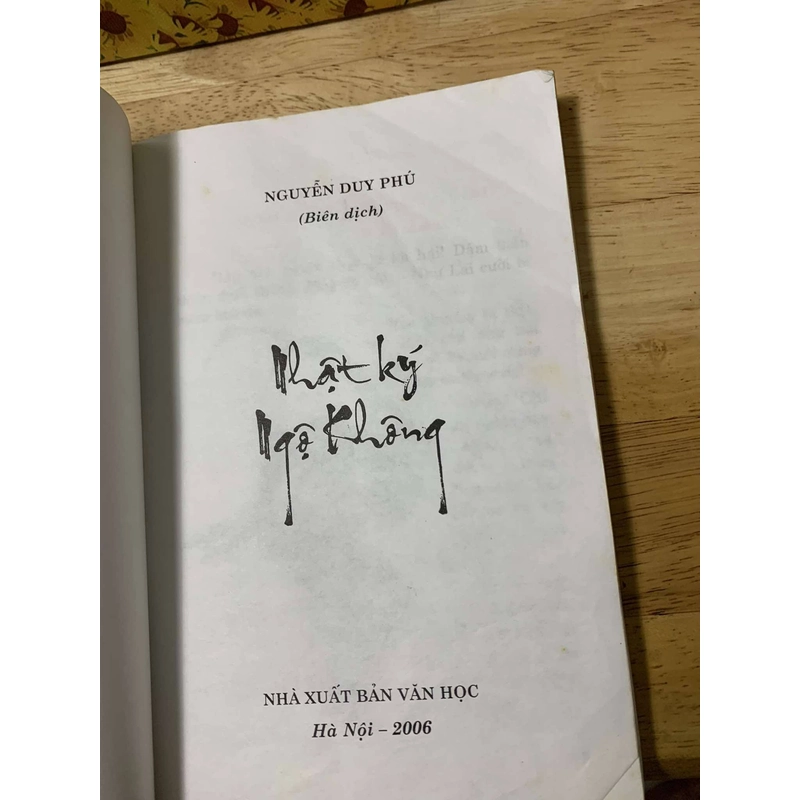 NGUYỄN DUY PHÚ
(Biên dịch)
Nhật ký
Ngộ Không
NHÀ XUẤT BẢN VĂN HỌC
Hà Nội – 2006